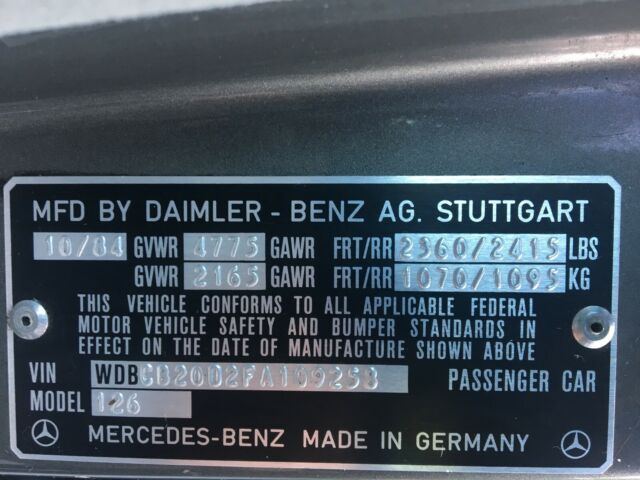 MFD BY DAIMLER - BENZ AG. STUTTGART
10/84 GVWR 4775 GAWR FRT/RR 2360/2415 LBS
GVWR 2165 GAWR FRT/RR 1070/1095 KG
THIS VEHICLE CONFORMS TO ALL APPLICABLE FEDERAL
MOTOR VEHICLE SAFETY AND BUMPER STANDARDS IN
EFFECT ON THE DATE OF MANUFACTURE SHOWN ABOVE
VIN PASSENGER CAR
MODEL 126
MERCEDES-BENZ MADE IN GERMANY